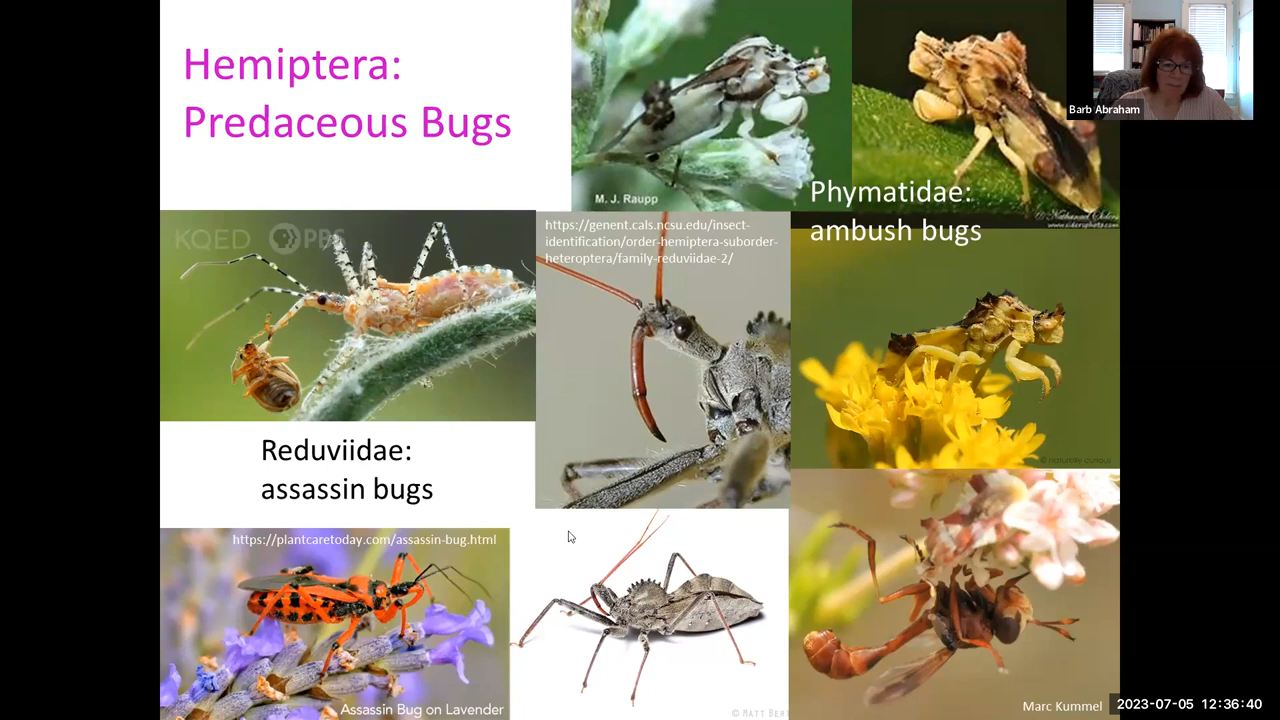 Hemiptera:
Predaceous Bugs
Barb Abraham
M. J. Raupp
Phymatidae:
ambush bugs
KQED PBS
https://genent.cals.ncsu.edu/insect-
identification/order-hemiptera-suborder-
heteroptera/family-reduviidae-2/
© naturally curious
Reduviidae:
assassin bugs
https://plantcaretoday.com/assassin-bug.html
Assassin Bug on Lavender
Marc Kummel
2023-07-05 12:36:40